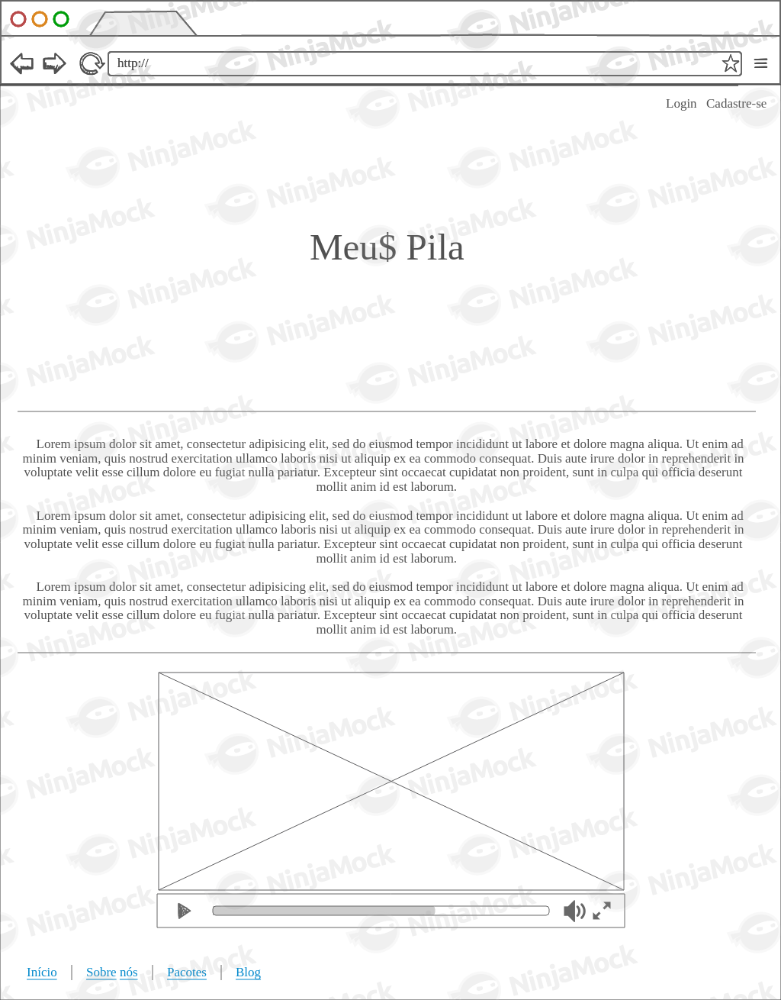 http://
Login Cadastre-se
Meu$ Pila
Lorem ipsum dolor sit amet, consectetur adipisicing elit, sed do eiusmod tempor incididunt ut labore et dolore magna aliqua. Ut enim ad
minim veniam, quis nostrud exercitation ullamco laboris nisi ut aliquip ex ea commodo consequat. Duis aute irure dolor in reprehenderit in
voluptate velit esse cillum dolore eu fugiat nulla pariatur. Excepteur sint occaecat cupidatat non proident, sunt in culpa qui officia deserunt
mollit anim id est laborum.
Lorem ipsum dolor sit amet, consectetur adipisicing elit, sed do eiusmod tempor incididunt ut labore et dolore magna aliqua. Ut enim ad
minim veniam, quis nostrud exercitation ullamco laboris nisi ut aliquip ex ea commodo consequat. Duis aute irure dolor in reprehenderit in
voluptate velit esse cillum dolore eu fugiat nulla pariatur. Excepteur sint occaecat cupidatat non proident, sunt in culpa qui officia deserunt
mollit anim id est laborum.
Lorem ipsum dolor sit amet, consectetur adipisicing elit, sed do eiusmod tempor incididunt ut labore et dolore magna aliqua. Ut enim ad
minim veniam, quis nostrud exercitation ullamco laboris nisi ut aliquip ex ea commodo consequat. Duis aute irure dolor in reprehenderit in
voluptate velit esse cillum dolore eu fugiat nulla pariatur. Excepteur sint occaecat cupidatat non proident, sunt in culpa qui officia deserunt
mollit anim id est laborum.
Início | Sobre nós | Pacotes | Blog
NinjaMock